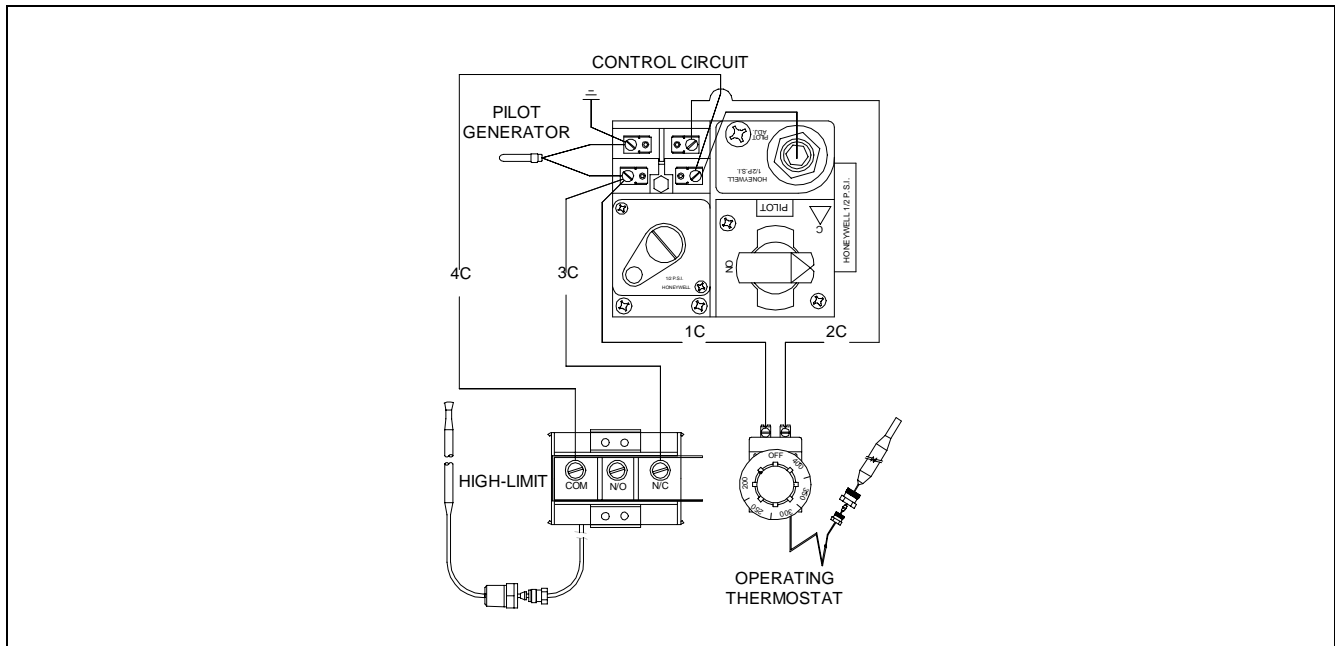 CONTROL CIRCUIT
PILOT
GENERATOR
PILOT
ADJ.
HONEYWELL
1/2 P.S.I.
PILOT
C
HONEYWELL 1/2 P.S.I.
ON
1/2 P.S.I.
HONEYWELL
4C
3C
1C
2C
HIGH-LIMIT
COM
N/O
N/C
OFF
400
350
300
250
200
OPERATING
THERMOSTAT